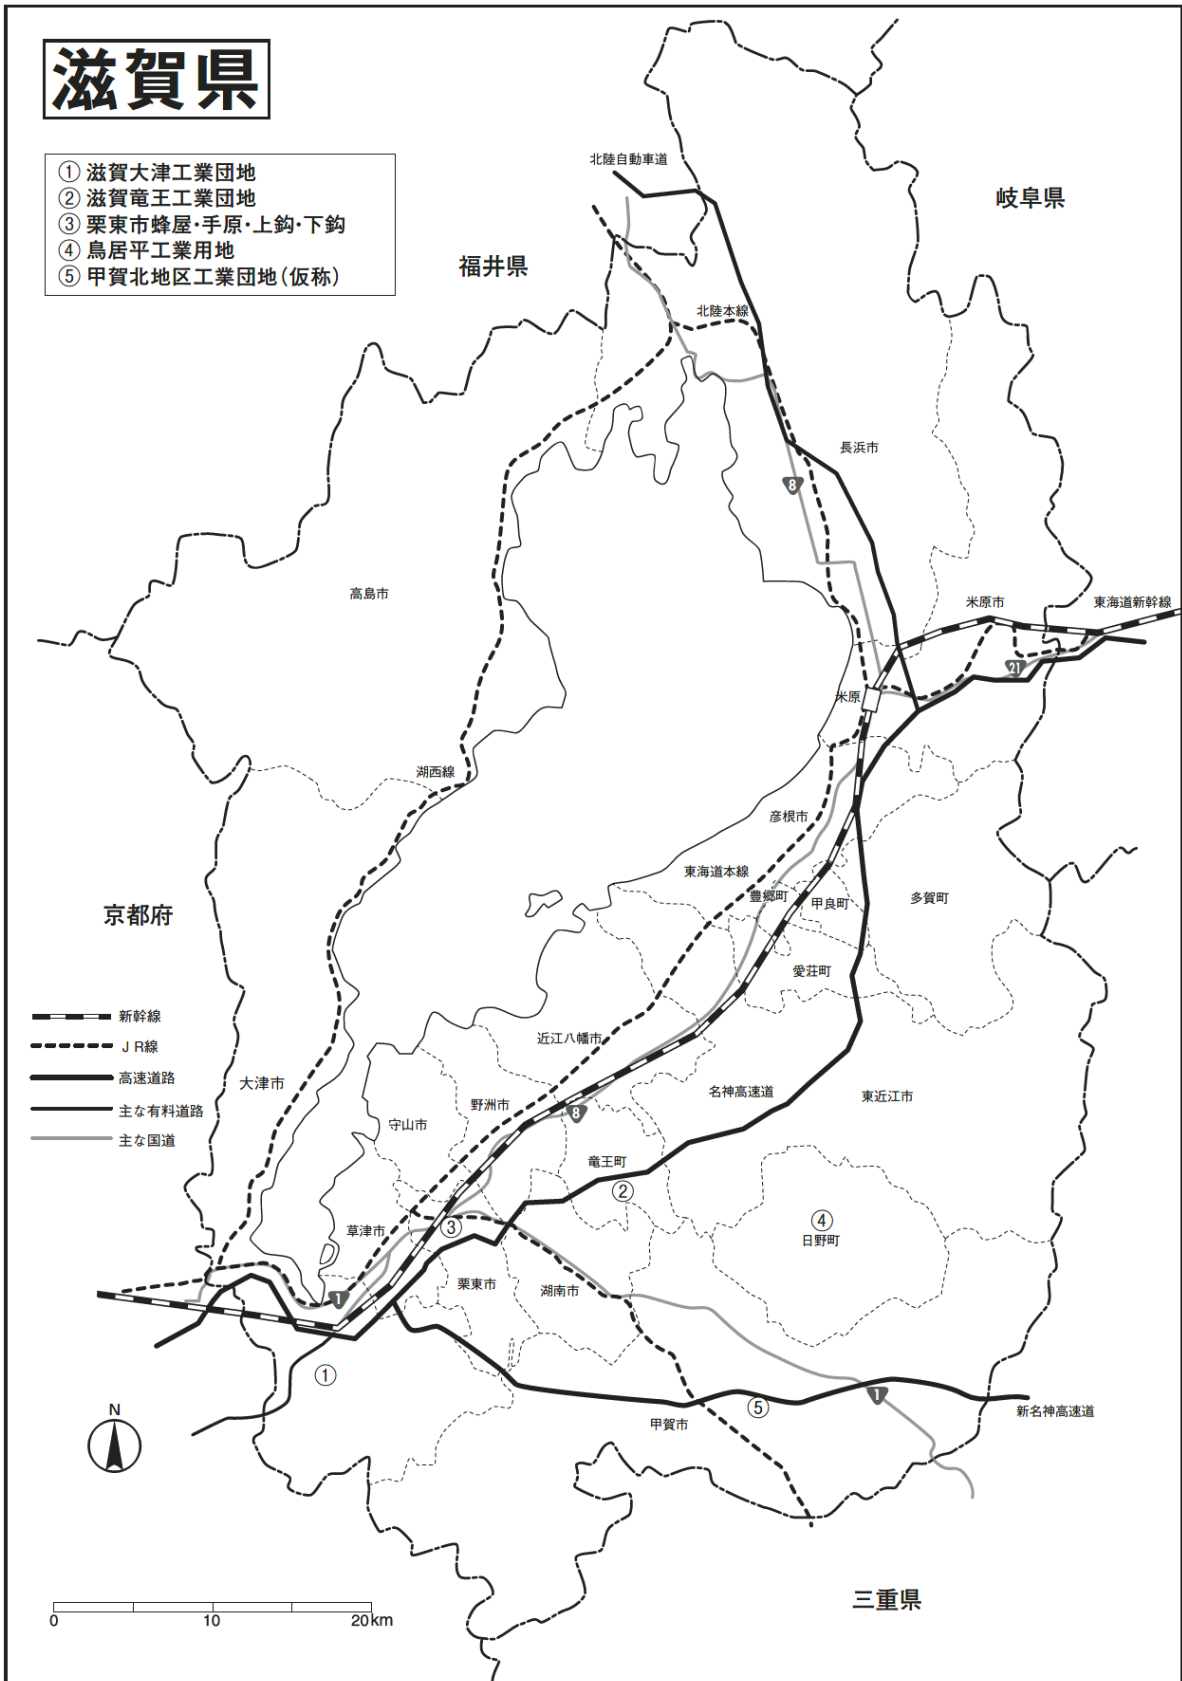 滋賀県
① 滋賀大津工業団地
② 滋賀竜王工業団地
③ 栗東市蜂屋・手原・上鈎・下鈎
④ 鳥居平工業用地
⑤ 甲賀北地区工業団地（仮称）
北陸自動車道
岐阜県
福井県
北陸本線
長浜市
8
高島市
米原市
東海道新幹線
21
米原
湖西線
彦根市
東海道本線
豊郷町
甲良町
多賀町
京都府
愛荘町
新幹線
近江八幡市
ＪＲ線
高速道路
大津市
名神高速道
東近江市
主な有料道路
野洲市
8
守山市
主な国道
竜王町
②
④
草津市
③
日野町
栗東市
湖南市
1
①
1
⑤
新名神高速道
甲賀市
N
三重県
0
10
20km